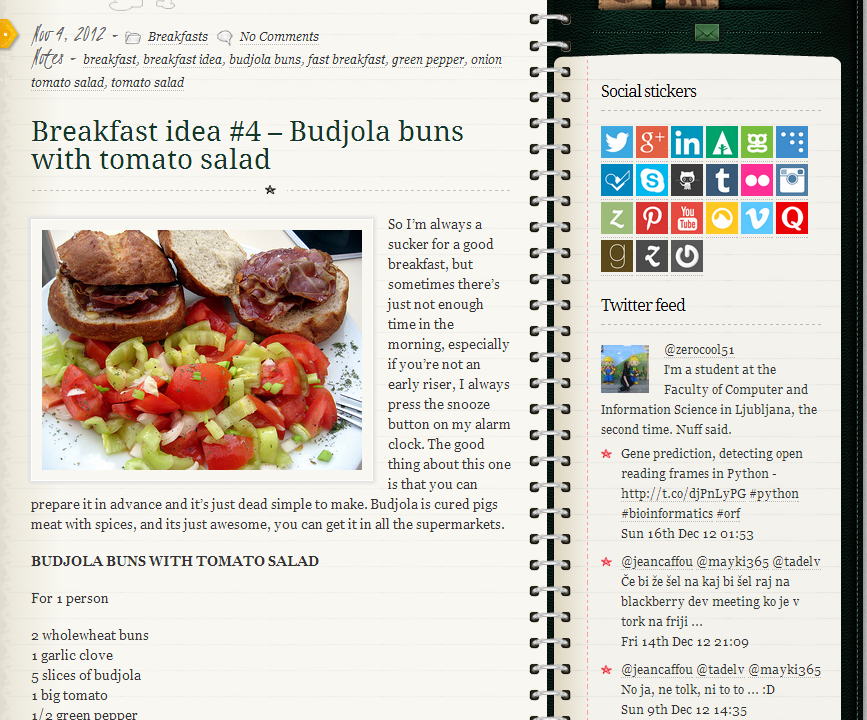 Nov 4, 2012 - Breakfasts No Comments
Notes - breakfast, breakfast idea, budjola buns, fast breakfast, green pepper, onion
tomato salad, tomato salad
Breakfast idea #4 – Budjola buns
with tomato salad
So I'm always a
sucker for a good
breakfast, but
sometimes there's
just not enough
time in the
morning, especially
if you're not an
early riser, I always
press the snooze
button on my alarm
clock. The good
thing about this one
is that you can
prepare it in advance and it's just dead simple to make. Budjola is cured pigs
meat with spices, and its just awesome, you can get it in all the supermarkets.
BUDJOLA BUNS WITH TOMATO SALAD
For 1 person
2 wholewheat buns
1 garlic clove
5 slices of budjola
1 big tomato
1/2 green pepper
Social stickers
g+ in
t
z You Tube Q
g z
Twitter feed
@zerocool51
I'm a student at the
Faculty of Computer and
Information Science in Ljubljana, the
second time. Nuff said.
Gene prediction, detecting open
reading frames in Python -
http://t.co/djPnLyPG #python
#bioinformatics #orf
Sun 16th Dec 12 01:53
@jeancaffou @mayki365 @tadelv
Če bi že šel na kaj bi šel raj na
blackberry dev meeting ko je v
tork na friji ...
Fri 14th Dec 12 21:09
@jeancaffou @tadelv @mayki365
No ja, ne tolk, ni to to ... :D
Sun 9th Dec 12 14:35